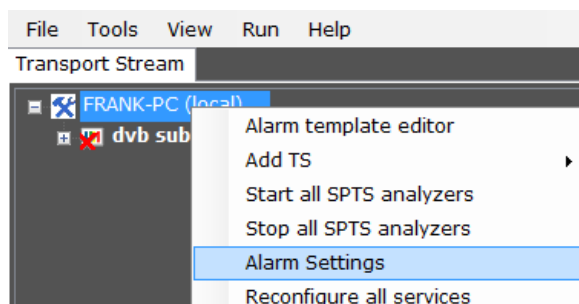 File Tools View Run Help
Transport Stream
FRANK-PC (local)
dvb sub
Alarm template editor
Add TS
Start all SPTS analyzers
Stop all SPTS analyzers
Alarm Settings
Reconfigure all services